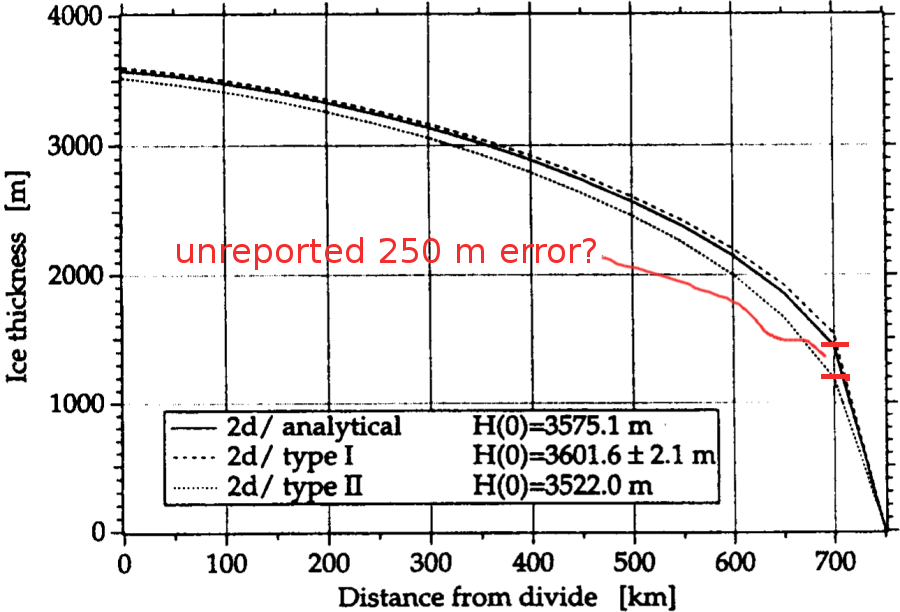 4000
3000
2000
1000
0
Ice thickness [m]
unreported 250 m error?
2d/ analytical H(0)=3575.1 m
2d/ type I H(0)=3601.6 ± 2.1 m
2d/ type II H(0)=3522.0 m
0 100 200 300 400 500 600 700
Distance from divide [km]